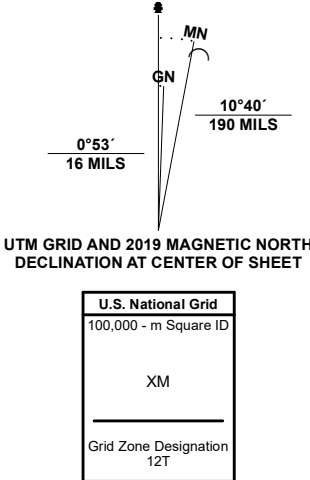 MN
GN
10°40´
190 MILS
0°53´
16 MILS
UTM GRID AND 2019 MAGNETIC NORTH
DECLINATION AT CENTER OF SHEET
U.S. National Grid
100,000 - m Square ID
XM
Grid Zone Designation
12T